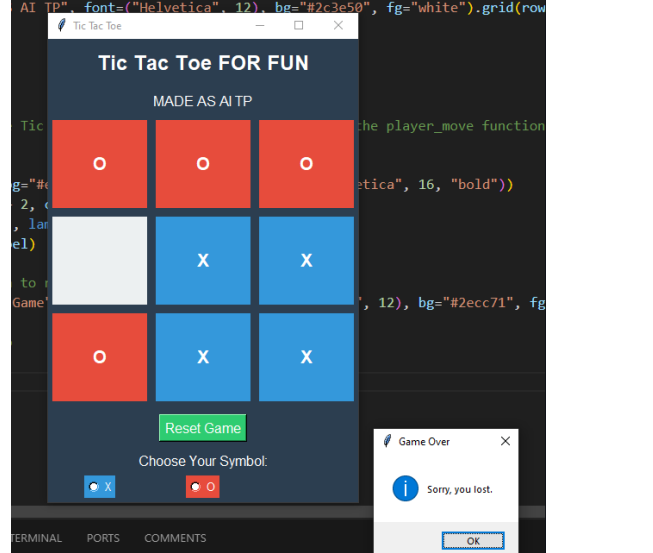 AI TP", font=("Helvetica", 12), bg="#2c3e50", fg="white").grid(row
Tic Tac Toe
Tic Tac Toe FOR FUN
MADE AS AI TP
Tic
the player_move function
O O O
bg="#
etica", 16, "bold"))
2,
X X
to
Game"
, 12), bg="#2ecc71", fg
O X X
Reset Game
Choose Your Symbol:
X O
Game Over
Sorry, you lost.
OK
TERMINAL PORTS COMMENTS